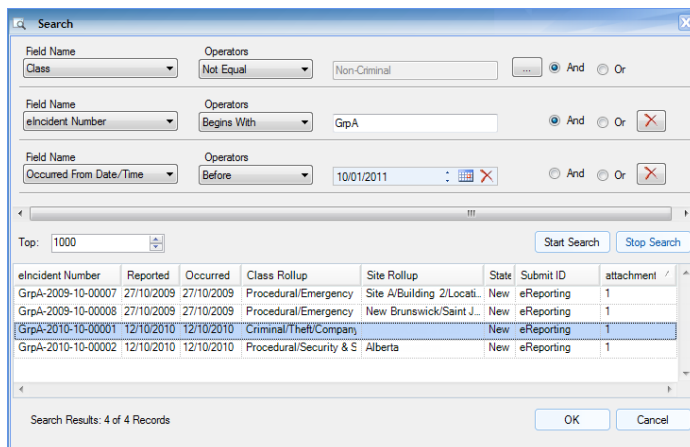 Search
Field Name Operators
Class Not Equal Non-Criminal ... And Or
Field Name Operators
eIncident Number Begins With GrpA And Or
Field Name Operators
Occurred From Date/Time Before 10/01/2011 And Or
Top: 1000 Start Search Stop Search
eIncident Number Reported Occurred Class Rollup Site Rollup State Submit ID attachment
GrpA-2009-10-00007 27/10/2009 27/10/2009 Procedural/Emergency Site A/Building 2/Locati... New eReporting 1
GrpA-2009-10-00008 27/10/2009 27/10/2009 Procedural/Emergency New Brunswick/Saint J... New eReporting 1
GrpA-2010-10-00001 12/10/2010 12/10/2010 Criminal/Theft/Company New eReporting 1
GrpA-2010-10-00002 12/10/2010 12/10/2010 Procedural/Security & S Alberta New eReporting 1
Search Results: 4 of 4 Records OK Cancel